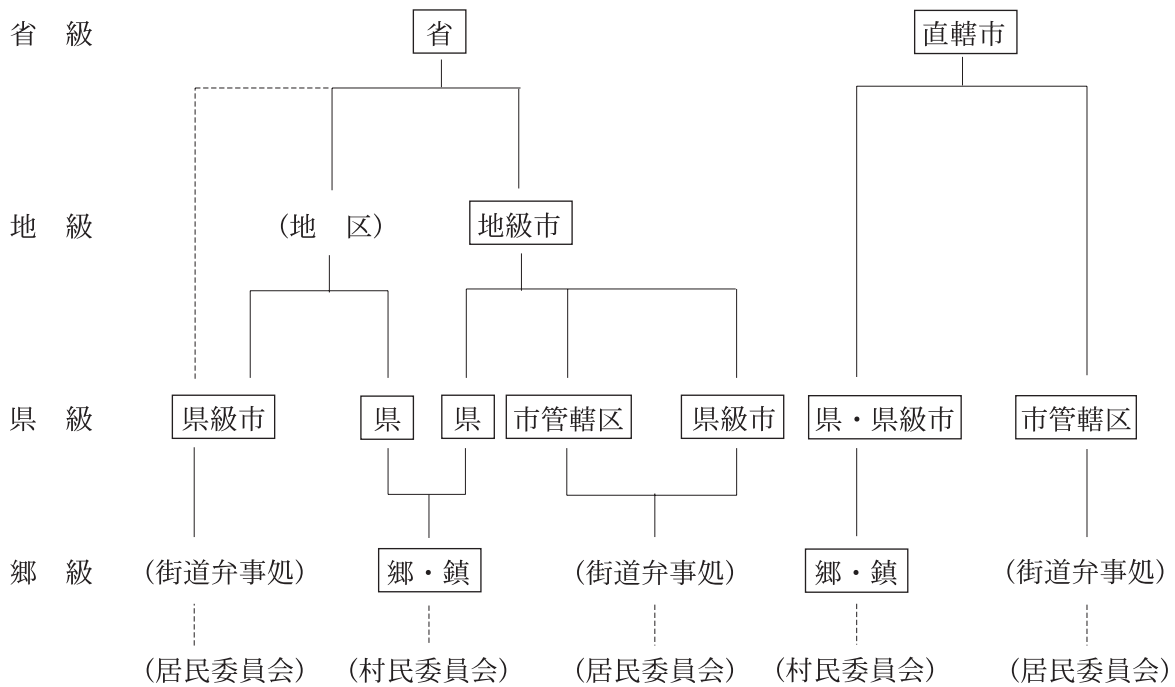 省　級　省　直轄市
地　級　(地　区)　地級市
県　級　県級市　県　県　市管轄区　県級市　県・県級市　市管轄区
郷　級　(街道弁事処)　郷・鎮　(街道弁事処)　郷・鎮　(街道弁事処)
(居民委員会)　(村民委員会)　(居民委員会)　(村民委員会)　(居民委員会)